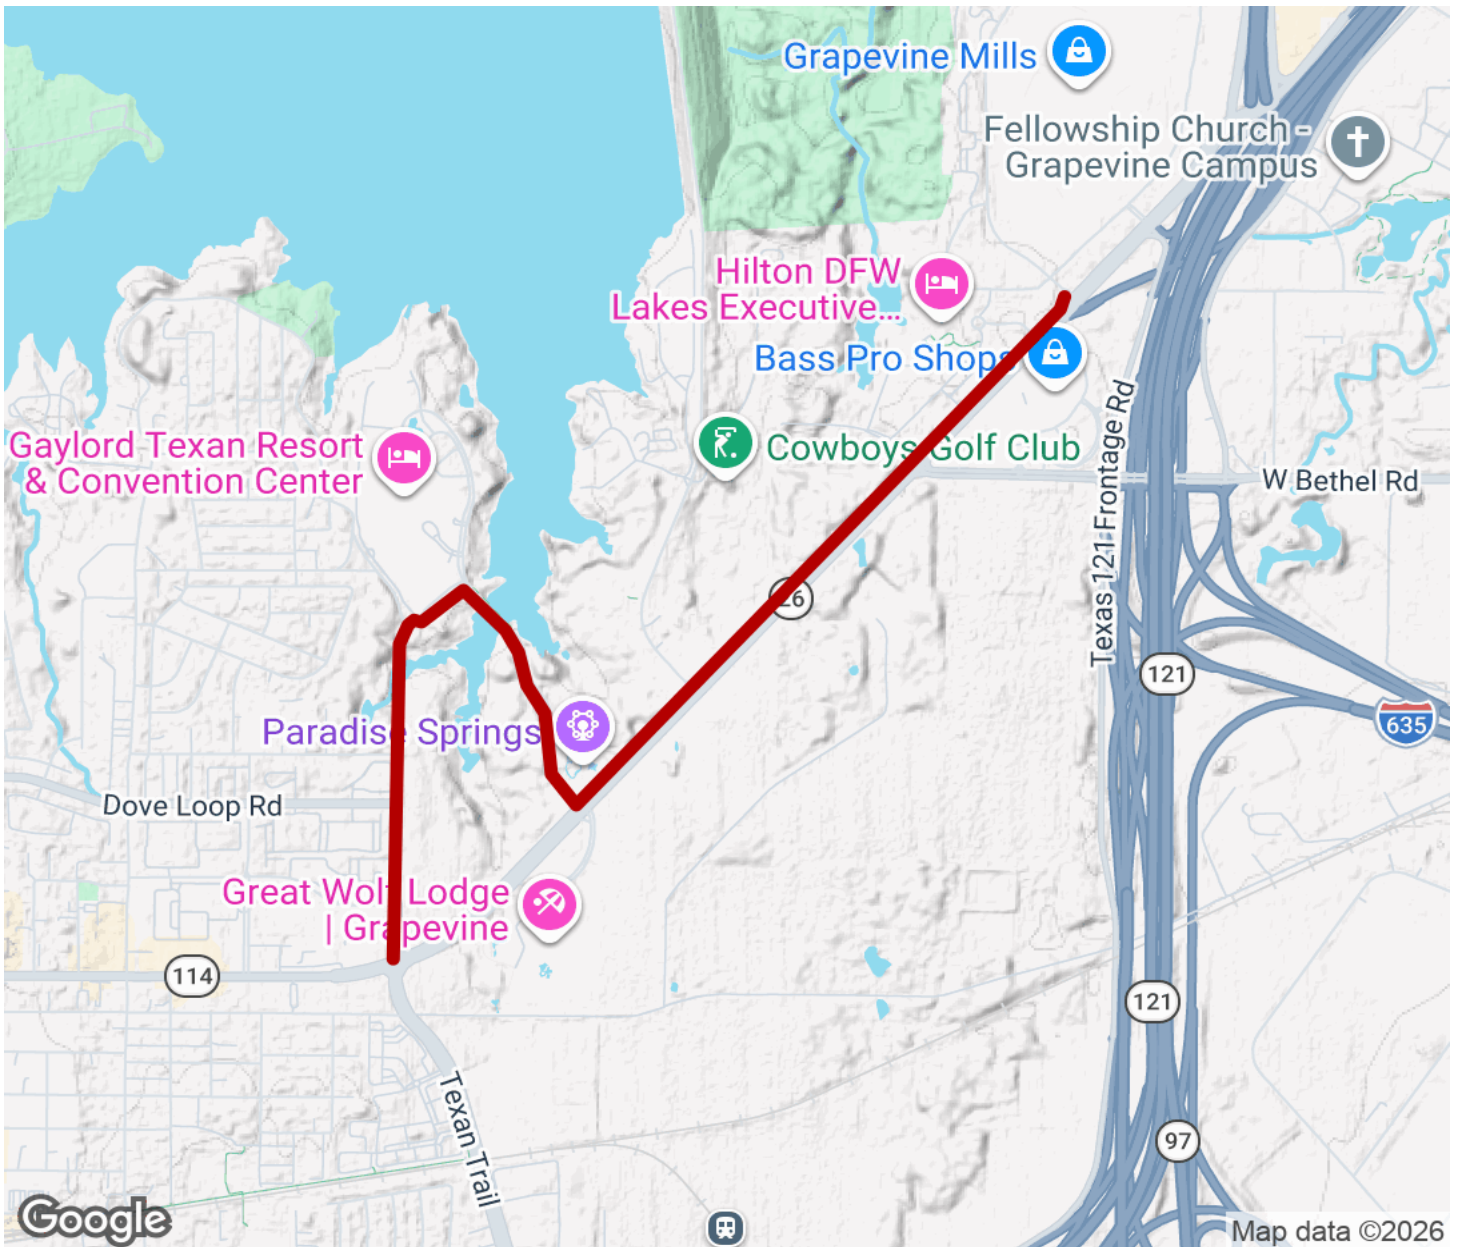 Grapevine Mills
Fellowship Church -
Grapevine Campus
Hilton DFW
Lakes Executive...
Bass Pro Shops
Gaylord Texan Resort
& Convention Center
Cowboys Golf Club
W Bethel Rd
Texas 121 Frontage Rd
26
121
635
Paradise Springs
Dove Loop Rd
Great Wolf Lodge
| Grapevine
114
121
Texan Trail
97
Google
Map data ©2026